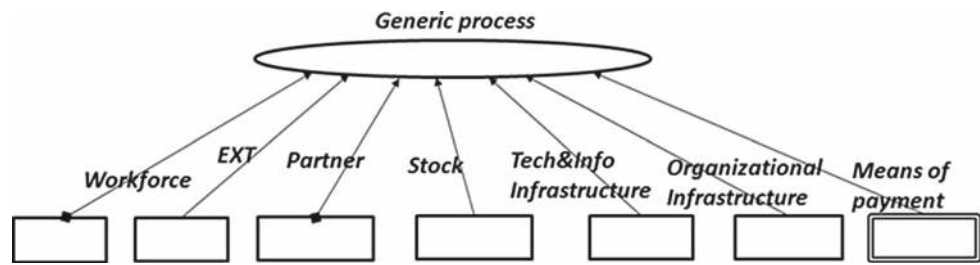 Generic process
Workforce
EXT
Partner
Stock
Tech&Info
Infrastructure
Organizational
Infrastructure
Means of
payment